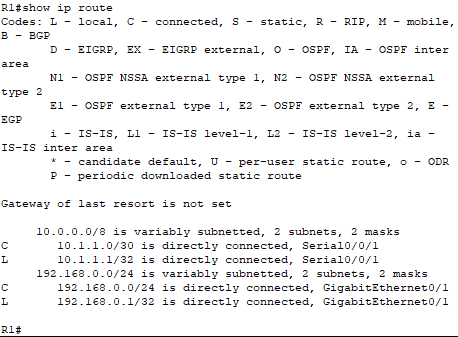 R1#show ip route
Codes: L - local, C - connected, S - static, R - RIP, M - mobile,
B - BGP
D - EIGRP, EX - EIGRP external, O - OSPF, IA - OSPF inter
area
N1 - OSPF NSSA external type 1, N2 - OSPF NSSA external
type 2
E1 - OSPF external type 1, E2 - OSPF external type 2, E -
EGP
i - IS-IS, L1 - IS-IS level-1, L2 - IS-IS level-2, ia -
IS-IS inter area
* - candidate default, U - per-user static route, o - ODR
P - periodic downloaded static route
Gateway of last resort is not set
10.0.0.0/8 is variably subnetted, 2 subnets, 2 masks
C 10.1.1.0/30 is directly connected, Serial0/0/1
L 10.1.1.1/32 is directly connected, Serial0/0/1
192.168.0.0/24 is variably subnetted, 2 subnets, 2 masks
C 192.168.0.0/24 is directly connected, GigabitEthernet0/1
L 192.168.0.1/32 is directly connected, GigabitEthernet0/1
R1#